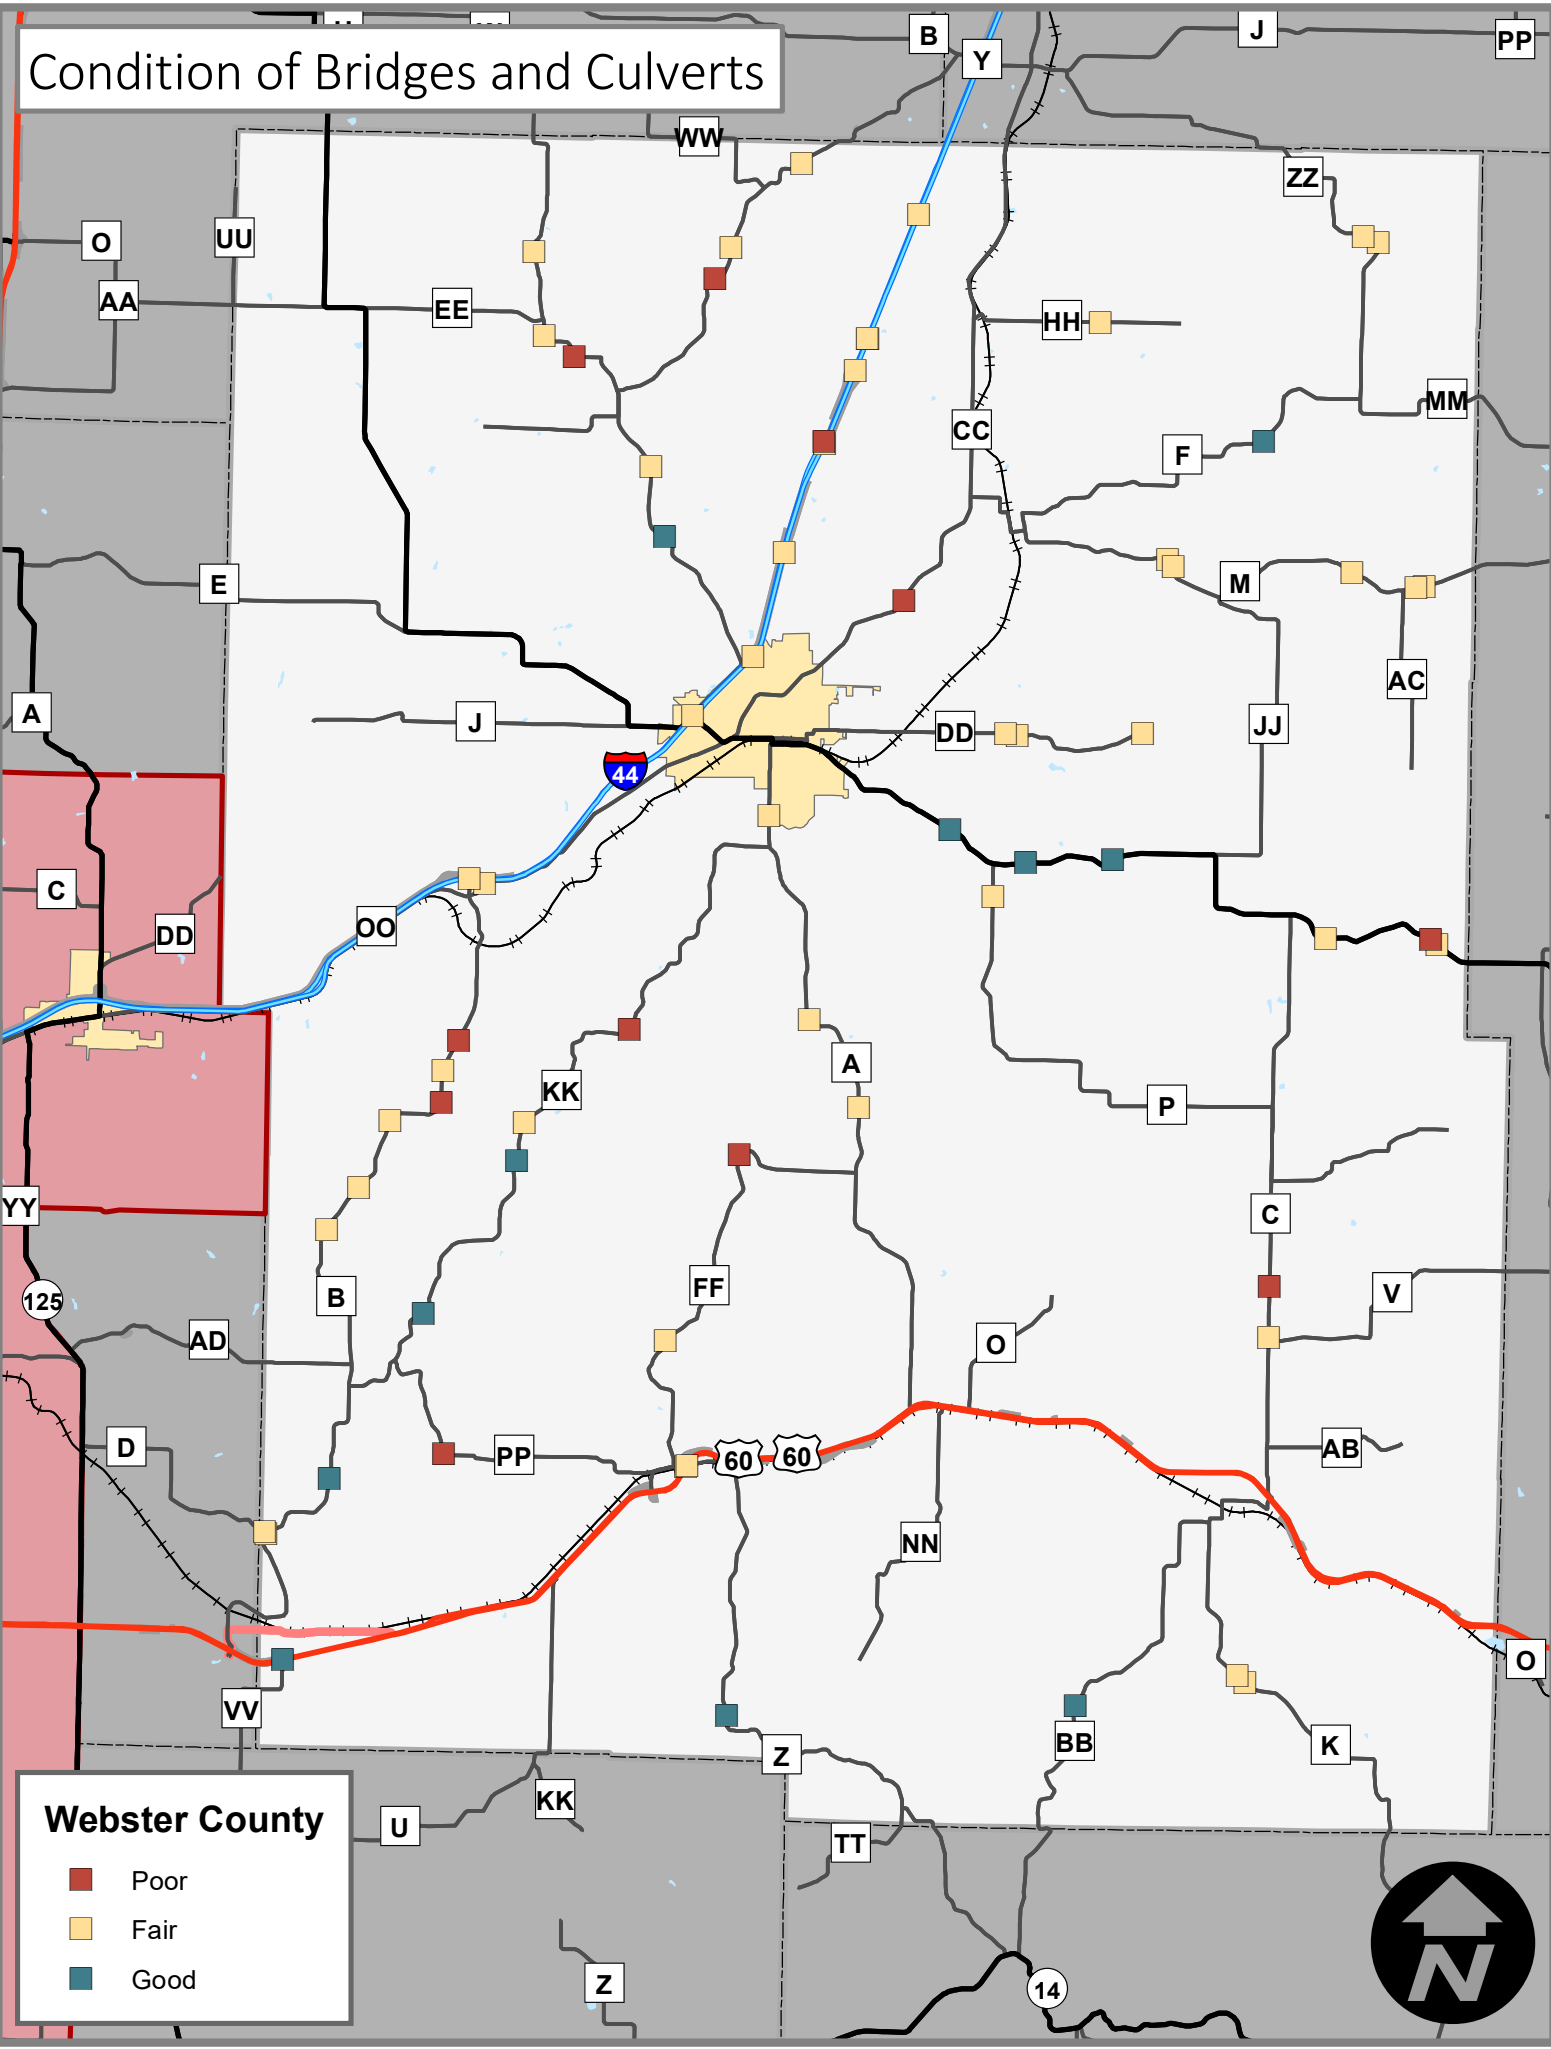 B
Y
J
PP
Condition of Bridges and Culverts
WW
ZZ
O
UU
AA
EE
HH
MM
CC
F
E
M
AC
A
J
DD
JJ
44
C
OO
DD
A
KK
P
YY
C
125
B
FF
V
AD
O
D
PP
60
60
AB
NN
O
VV
Z
BB
K
KK
U
TT
Webster County
Poor
Fair
Good
Z
14
N